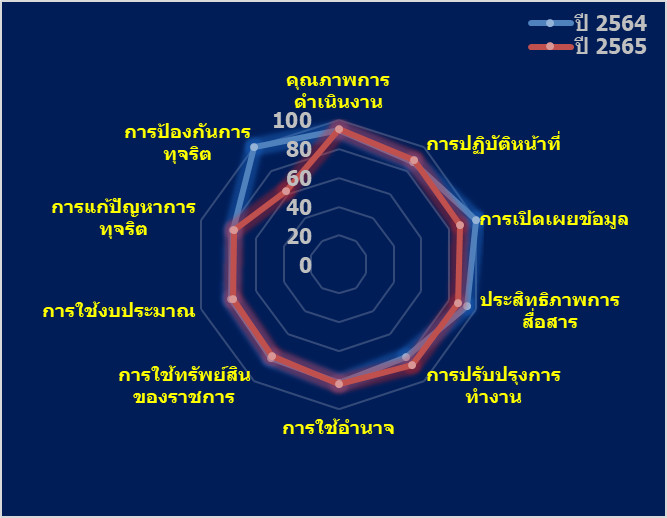 ปี 2564
ปี 2565
คุณภาพการ
ดำเนินงาน
การป้องกันการ
ทุจริต
การปฏิบัติหน้าที่
100
80
60
40
20
0
การแก้ปัญหาการ
ทุจริต
การเปิดเผยข้อมูล
การใช้งบประมาณ
ประสิทธิภาพการ
สื่อสาร
การใช้ทรัพย์สิน
ของราชการ
การปรับปรุงการ
ทำงาน
การใช้อำนาจ